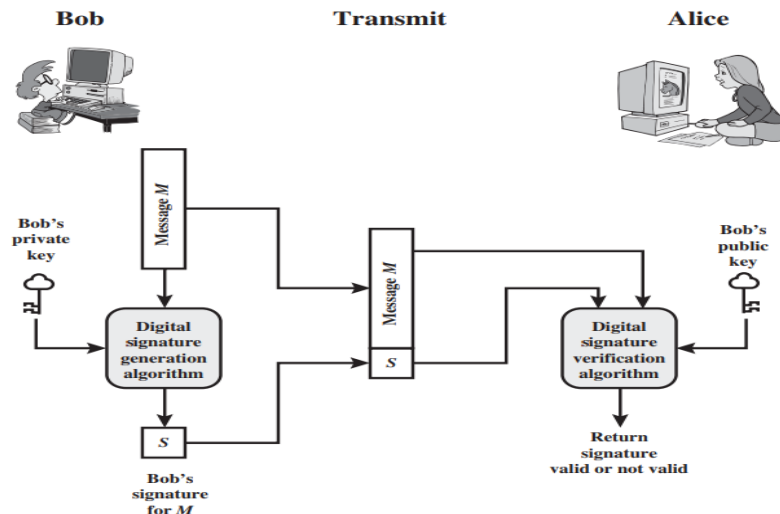 Bob
Transmit
Alice
Message M
Bob's
private
key
Message M
Bob's
public
key
Digital
signature
generation
algorithm
S
Digital
signature
verification
algorithm
S
Bob's
signature
for M
Return
signature
valid or not valid